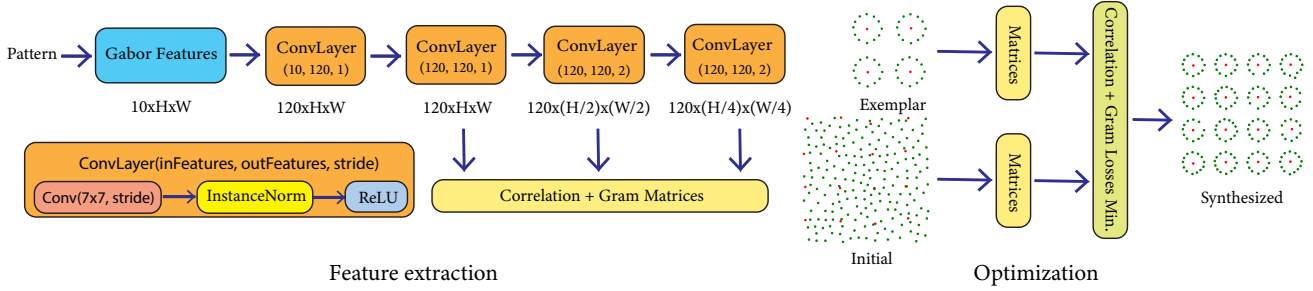 Pattern
Gabor Features
ConvLayer
(10, 120, 1)
ConvLayer
(120, 120, 1)
ConvLayer
(120, 120, 2)
ConvLayer
(120, 120, 2)
10xHxW
120xHxW
120xHxW
120x(H/2)x(W/2)
120x(H/4)x(W/4)
ConvLayer(inFeatures, outFeatures, stride)
Conv(7x7, stride)
InstanceNorm
ReLU
Correlation + Gram Matrices
Feature extraction
Exemplar
Initial
Matrices
Matrices
Correlation + Gram Losses Min.
Synthesized
Optimization